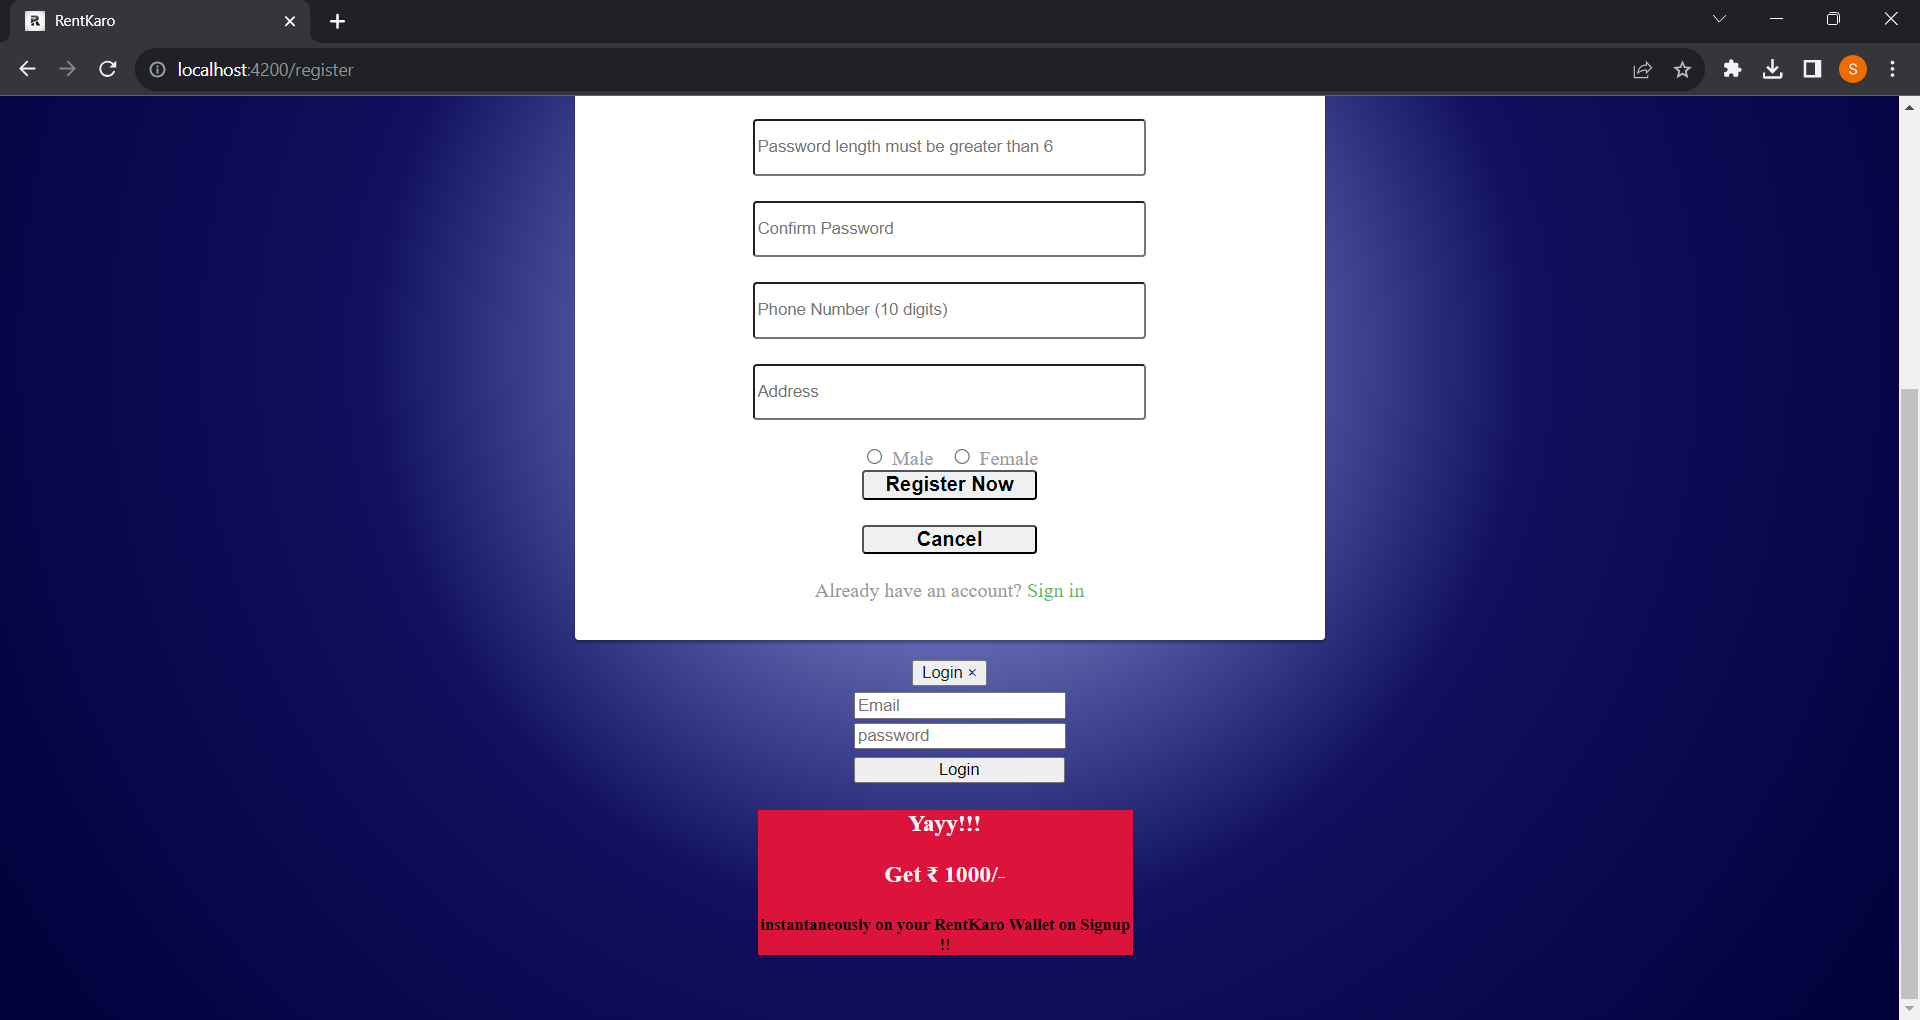 RentKaro
localhost:4200/register
S
Password length must be greater than 6
Confirm Password
Phone Number (10 digits)
Address
Male Female
Register Now
Cancel
Already have an account? Sign in
Login ×
Email
password
Login
Yayy!!!
Get ₹ 1000/-
instantaneously on your RentKaro Wallet on Signup
!!